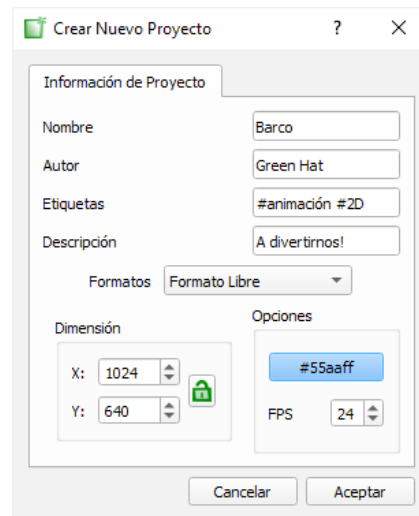 Crear Nuevo Proyecto ?
Información de Proyecto
Nombre Barco
Autor Green Hat
Etiquetas #animación #2D
Descripción A divertirnos!
Formatos Formato Libre
Dimensión
X: 1024
Y: 640
Opciones
#55aaff
FPS 24
Cancelar Aceptar